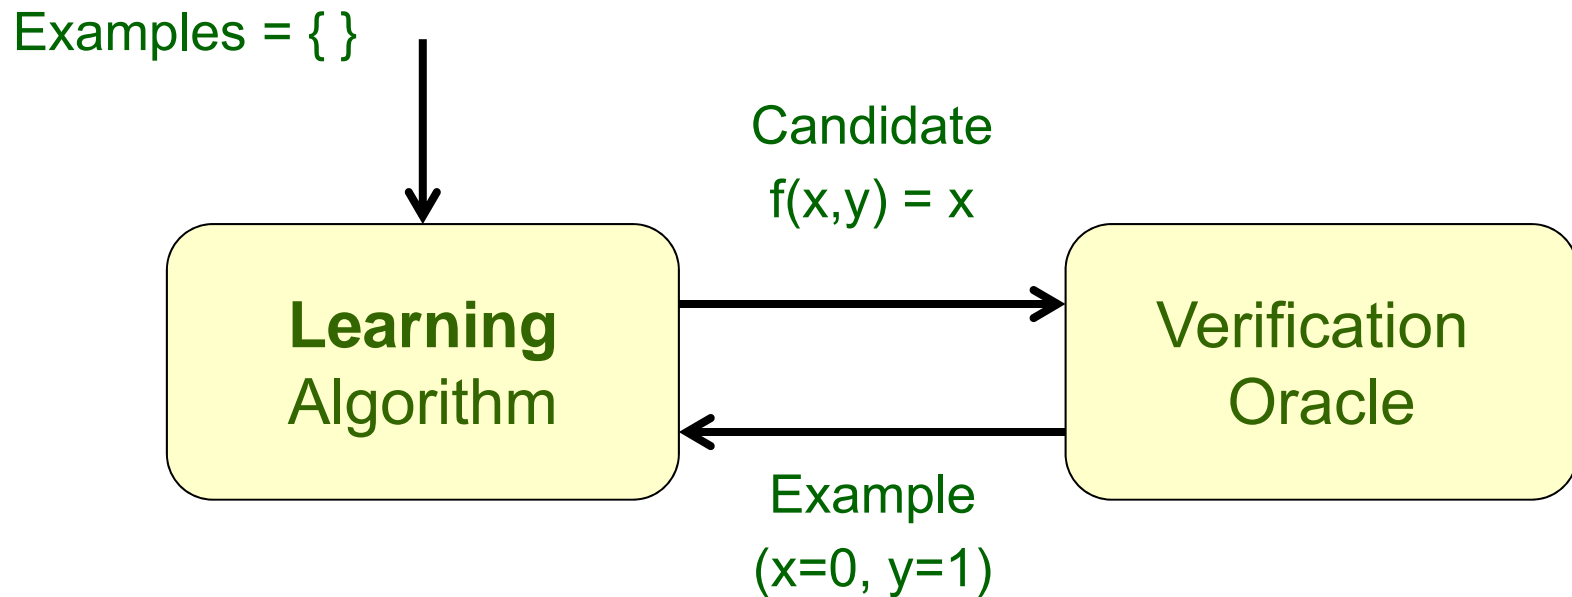 Examples = { }
Candidate
f(x,y) = x
Learning
Algorithm
Verification
Oracle
Example
(x=0, y=1)